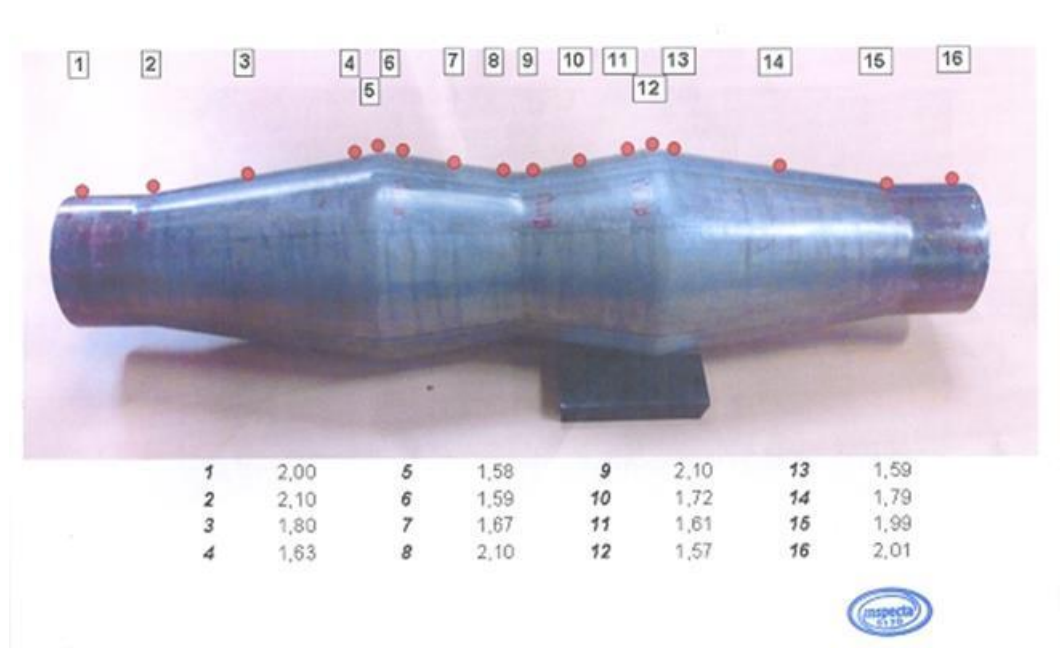 1 2 3 4 6 7 8 9 10 11 13 14 15 16
5 12
1 2,00 5 1,58 9 2,10 13 1,59
2 2,10 6 1,59 10 1,72 14 1,79
3 1,80 7 1,67 11 1,61 15 1,99
4 1,63 8 2,10 12 1,57 16 2,01
inspecta